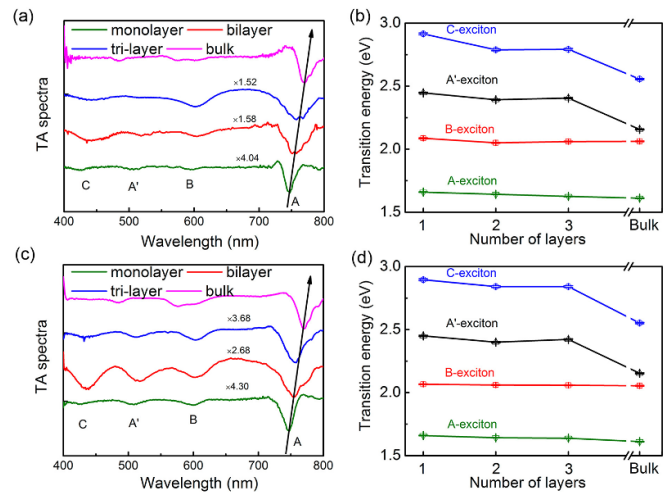 (a)
monolayer bilayer
tri-layer bulk
×1.52
×1.58
×4.04
C A' B A
TA spectra
400 500 600 700 800
Wavelength (nm)
(b)
3.0
2.5
2.0
1.5
Transition energy (eV)
C-exciton
A'-exciton
B-exciton
A-exciton
1 2 3 Bulk
Number of layers
(c)
monolayer bilayer
tri-layer bulk
×3.68
×2.68
×4.30
C A' B A
TA spectra
400 500 600 700 800
Wavelength (nm)
(d)
3.0
2.5
2.0
1.5
Transition energy (eV)
C-exciton
A'-exciton
B-exciton
A-exciton
1 2 3 Bulk
Number of layers